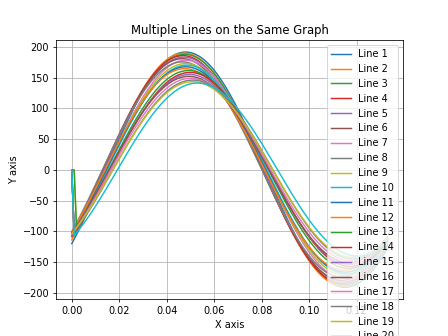 Multiple Lines on the Same Graph
Y axis
200
150
100
50
0
−50
−100
−150
−200
0.00
0.02
0.04
0.06
0.08
0.10
X axis
Line 1
Line 2
Line 3
Line 4
Line 5
Line 6
Line 7
Line 8
Line 9
Line 10
Line 11
Line 12
Line 13
Line 14
Line 15
Line 16
Line 17
Line 18
Line 19
Line 20